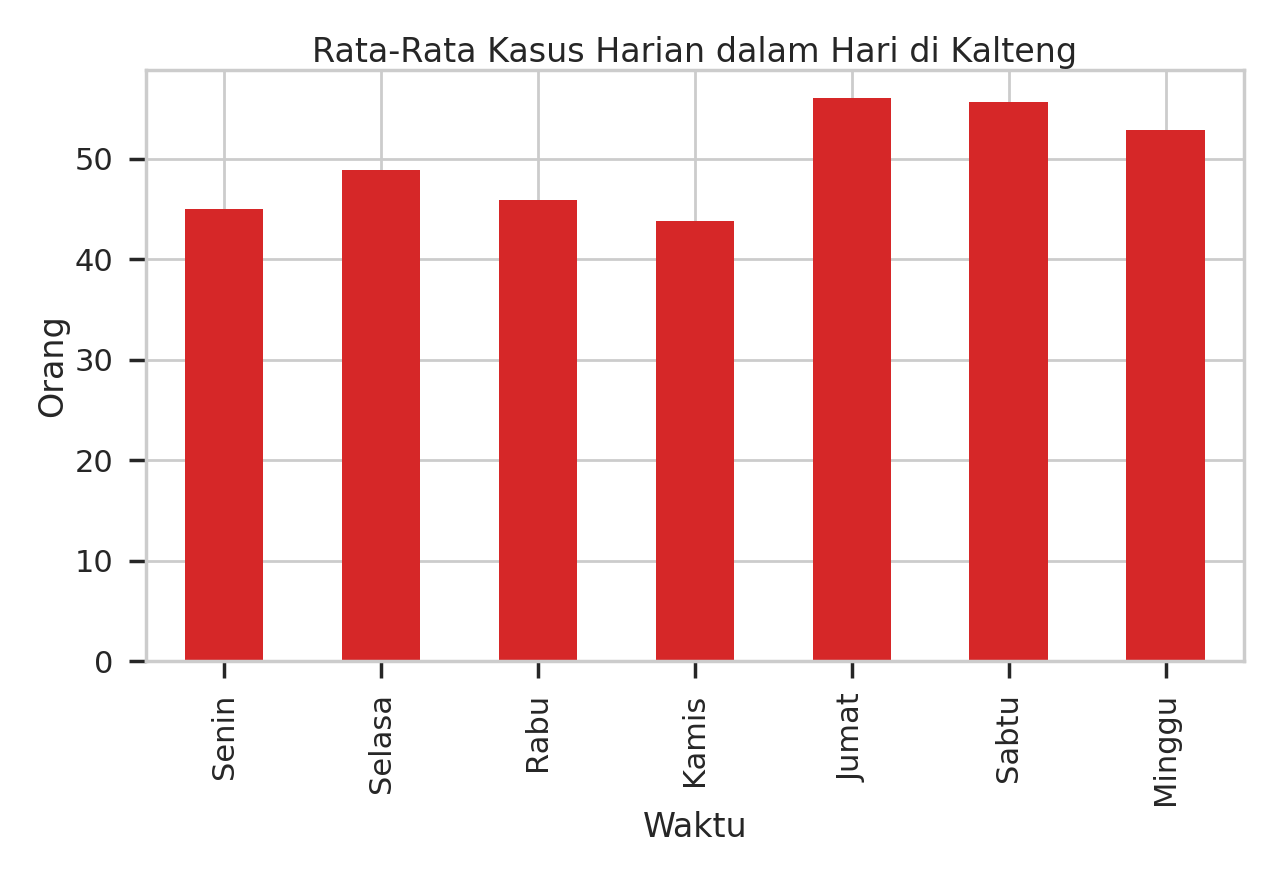 Rata-Rata Kasus Harian dalam Hari di Kalteng
Orang
50
40
30
20
10
0
Senin
Selasa
Rabu
Kamis
Jumat
Sabtu
Minggu
Waktu